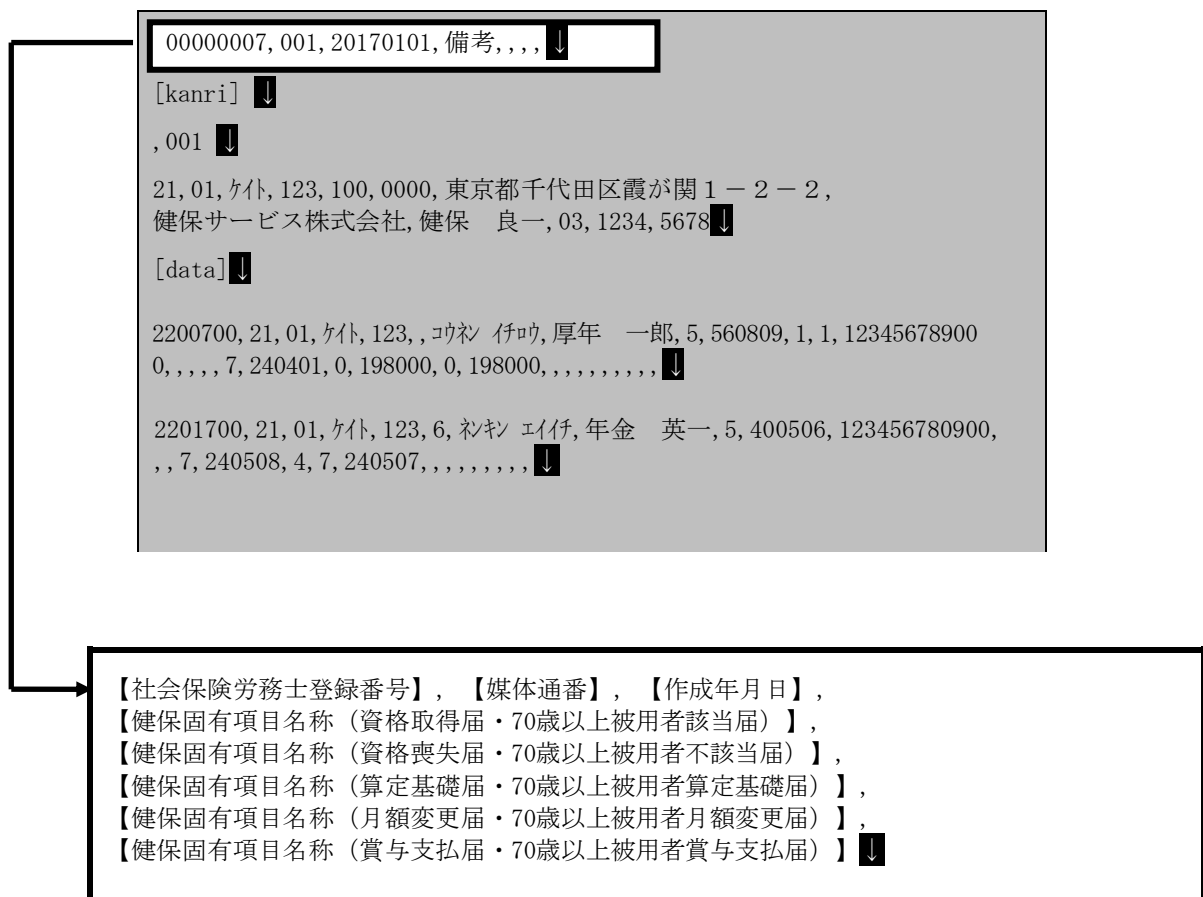 00000007,001,20170101,備考,,,,↓
[kanri] ↓
,001 ↓
21,01,ｹｲﾄ,123,100,0000,東京都千代田区霞が関１－２－２,
健保サービス株式会社,健保　良一,03,1234,5678↓
[data]↓
2200700,21,01,ｹｲﾄ,123,,ｺｳﾈﾝ ｲﾁﾛｳ,厚年　一郎,5,560809,1,1,12345678900
0,,,,,7,240401,0,198000,0,198000,,,,,,,,,,↓
2201700,21,01,ｹｲﾄ,123,6,ﾈﾝｷﾝ ｴｲｲﾁ,年金　英一,5,400506,123456780900,
,,7,240508,4,7,240507,,,,,,,,,↓
【社会保険労務士登録番号】,【媒体通番】,【作成年月日】,
【健保固有項目名称（資格取得届・70歳以上被用者該当届）】,
【健保固有項目名称（資格喪失届・70歳以上被用者不該当届）】,
【健保固有項目名称（算定基礎届・70歳以上被用者算定基礎届）】,
【健保固有項目名称（月額変更届・70歳以上被用者月額変更届）】,
【健保固有項目名称（賞与支払届・70歳以上被用者賞与支払届）】↓